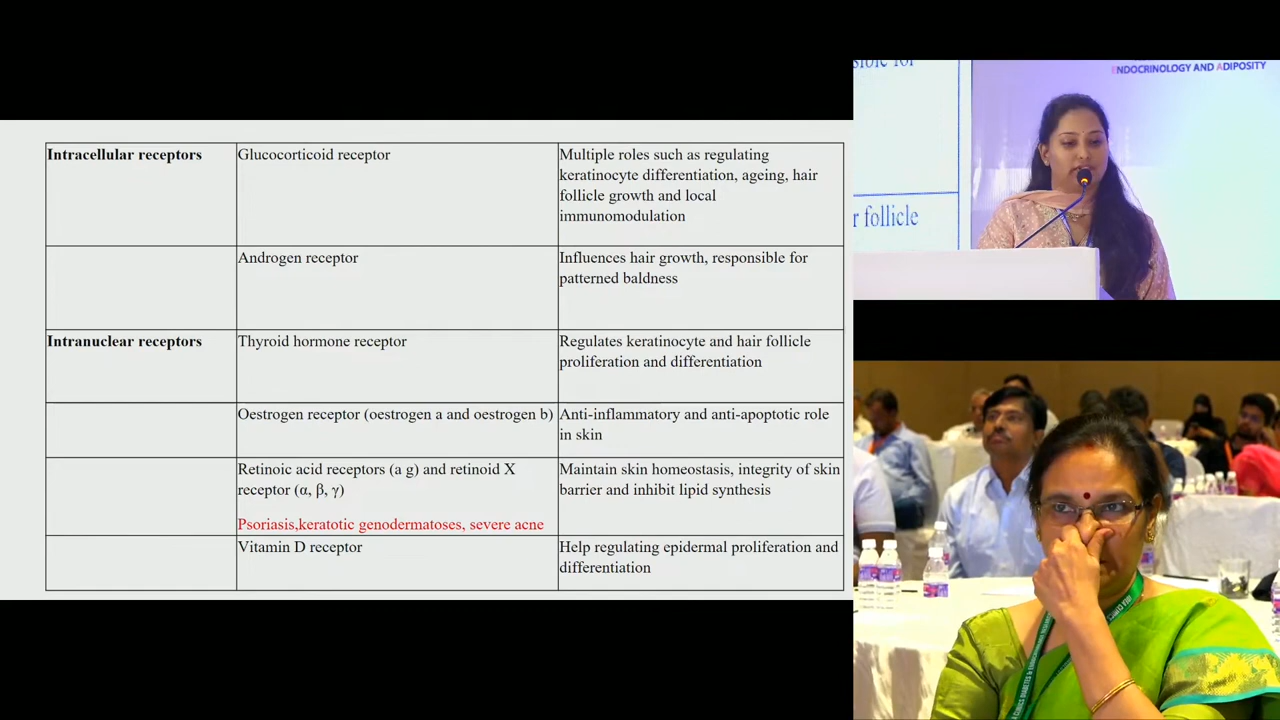 Intracellular receptors
Glucocorticoid receptor
Multiple roles such as regulating
keratinocyte differentiation, ageing, hair
follicle growth and local
immunomodulation
Androgen receptor
Influences hair growth, responsible for
patterned baldness
Intranuclear receptors
Thyroid hormone receptor
Regulates keratinocyte and hair follicle
proliferation and differentiation
Oestrogen receptor (oestrogen a and oestrogen b)
Anti-inflammatory and anti-apoptotic role
in skin
Retinoic acid receptors (a g) and retinoid X
receptor (α, β, γ)
Psoriasis,keratotic genodermatoses, severe acne
Maintain skin homeostasis, integrity of skin
barrier and inhibit lipid synthesis
Vitamin D receptor
Help regulating epidermal proliferation and
differentiation
ENDOCRINOLOGY AND ADIPOSITY
follicle